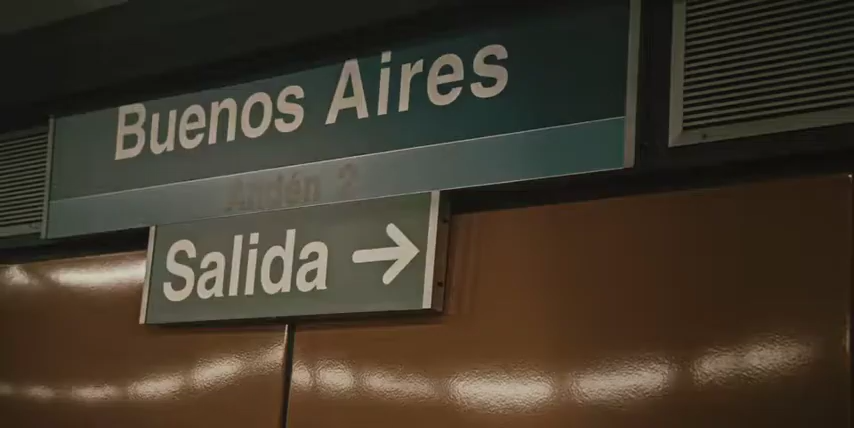 Buenos Aires
Andén 2
Salida →